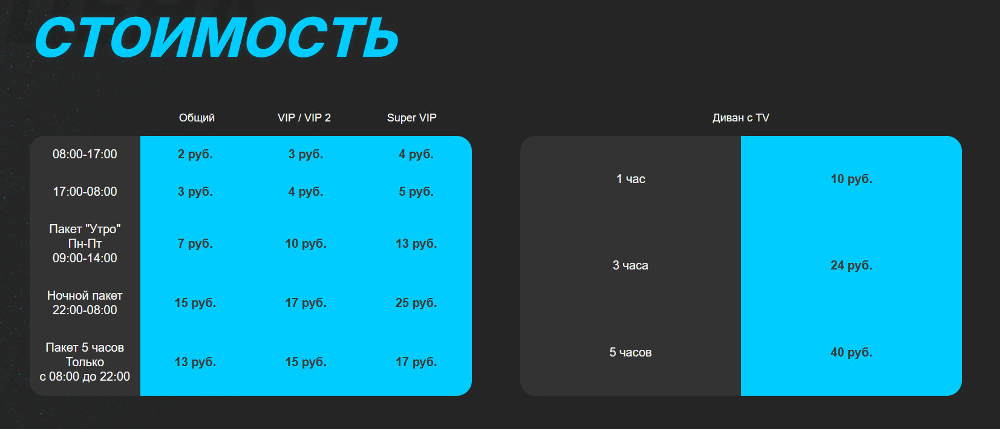 СТОИМОСТЬ
Общий VIP / VIP 2 Super VIP
08:00-17:00 2 руб. 3 руб. 4 руб.
17:00-08:00 3 руб. 4 руб. 5 руб.
Пакет "Утро"
Пн-Пт
09:00-14:00
7 руб. 10 руб. 13 руб.
Ночной пакет
22:00-08:00
15 руб. 17 руб. 25 руб.
Пакет 5 часов
Только
с 08:00 до 22:00
13 руб. 15 руб. 17 руб.
Диван с TV
1 час 10 руб.
3 часа 24 руб.
5 часов 40 руб.